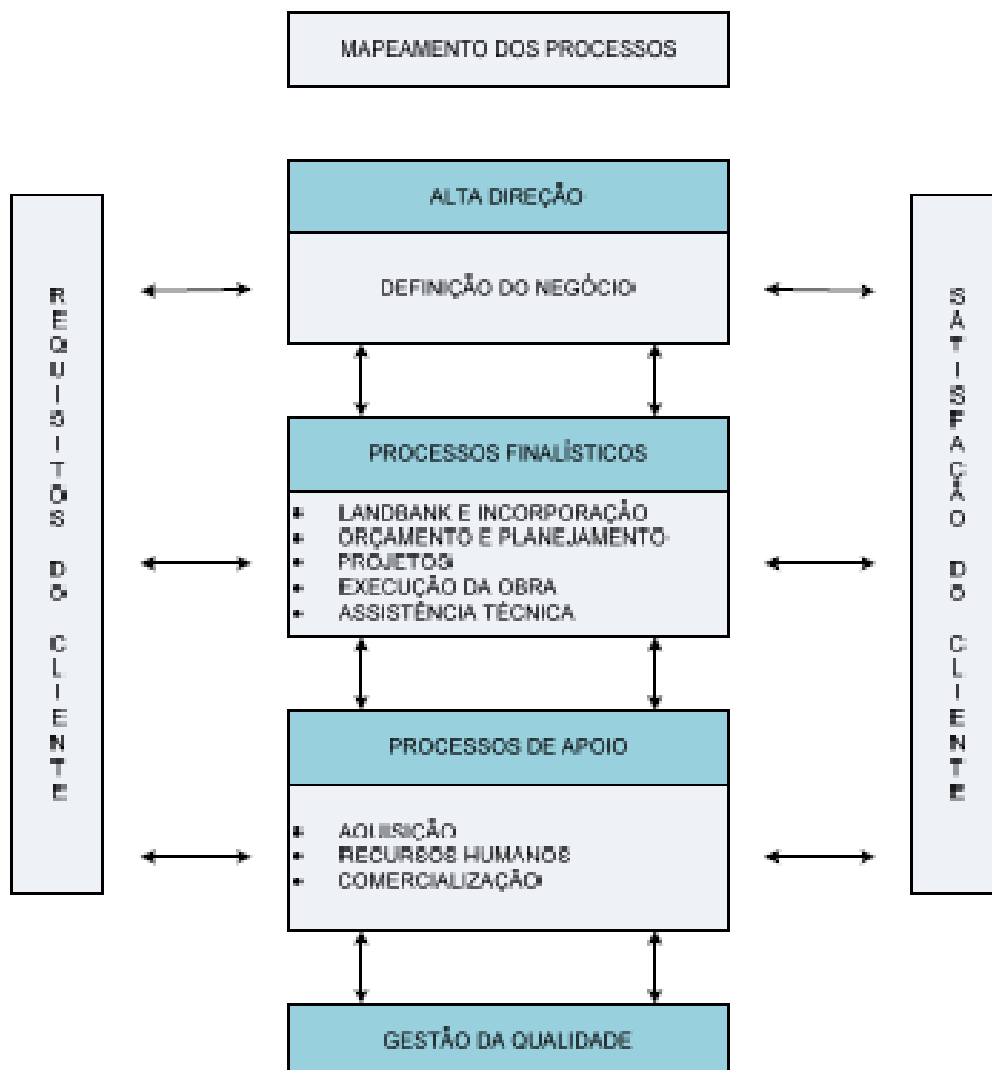 MAPEAMENTO DOS PROCESSOS
ALTA DIREÇÃO
DEFINIÇÃO DO NEGÓCIO
REQUISITOS DO CLIENTE
SATISFAÇÃO DO CLIENTE
PROCESSOS FINALÍSTICOS
• LANDBANK E INCORPORAÇÃO
• ORÇAMENTO E PLANEJAMENTO
• PROJETOS
• EXECUÇÃO DA OBRA
• ASSISTÊNCIA TÉCNICA
PROCESSOS DE APOIO
• AQUISIÇÃO
• RECURSOS HUMANOS
• COMERCIALIZAÇÃO
GESTÃO DA QUALIDADE